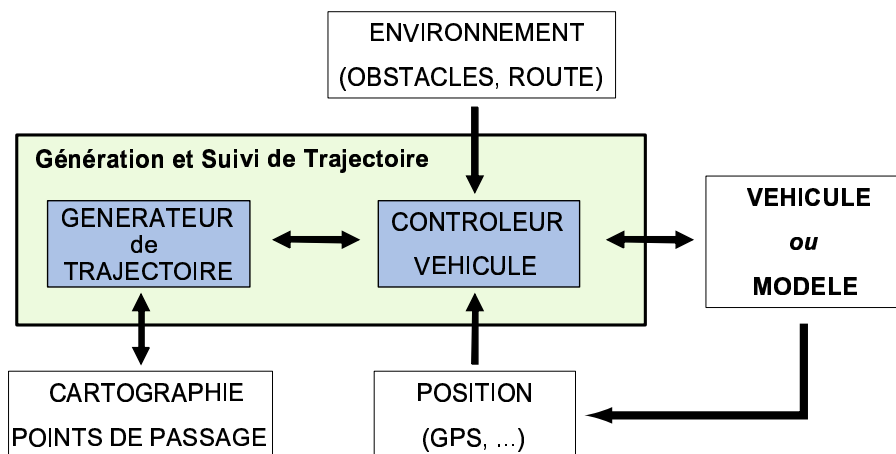 ENVIRONNEMENT
(OBSTACLES, ROUTE)
Génération et Suivi de Trajectoire
GENERATEUR
de
TRAJECTOIRE
CONTROLEUR
VEHICULE
VEHICULE
ou
MODELE
CARTOGRAPHIE
POINTS DE PASSAGE
POSITION
(GPS, ...)